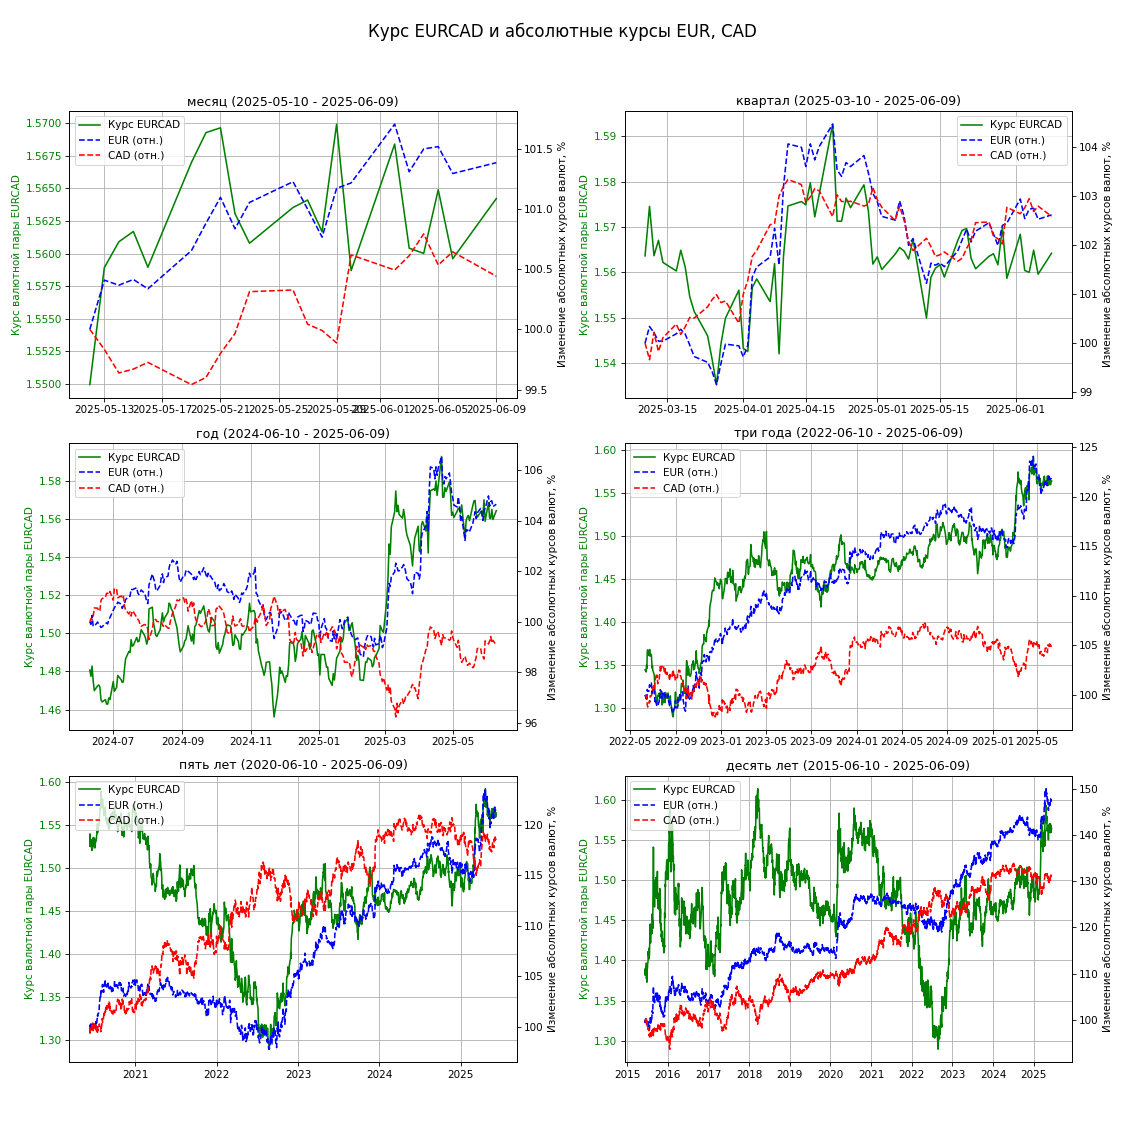 Курс EURCAD и абсолютные курсы EUR, CAD
месяц (2025-05-10 - 2025-06-09)
Курс валютной пары EURCAD
1.5700
1.5675
1.5650
1.5625
1.5600
1.5575
1.5550
1.5525
1.5500
Курс EURCAD
EUR (отн.)
CAD (отн.)
101.5
101.0
100.5
100.0
99.5
Изменение абсолютных курсов валют, %
2025-05-13 2025-05-17 2025-05-21 2025-05-25 2025-05-29 2025-06-01 2025-06-05 2025-06-09
квартал (2025-03-10 - 2025-06-09)
Курс валютной пары EURCAD
1.59
1.58
1.57
1.56
1.55
1.54
Курс EURCAD
EUR (отн.)
CAD (отн.)
104
103
102
101
100
99
Изменение абсолютных курсов валют, %
2025-03-15 2025-04-01 2025-04-15 2025-05-01 2025-05-15 2025-06-01
год (2024-06-10 - 2025-06-09)
Курс валютной пары EURCAD
1.58
1.56
1.54
1.52
1.50
1.48
1.46
Курс EURCAD
EUR (отн.)
CAD (отн.)
106
104
102
100
98
96
Изменение абсолютных курсов валют, %
2024-07 2024-09 2024-11 2025-01 2025-03 2025-05
три года (2022-06-10 - 2025-06-09)
Курс валютной пары EURCAD
1.60
1.55
1.50
1.45
1.40
1.35
1.30
Курс EURCAD
EUR (отн.)
CAD (отн.)
125
120
115
110
105
100
Изменение абсолютных курсов валют, %
2022-05 2022-09 2023-01 2023-05 2023-09 2024-01 2024-05 2024-09 2025-01 2025-05
пять лет (2020-06-10 - 2025-06-09)
Курс валютной пары EURCAD
1.60
1.55
1.50
1.45
1.40
1.35
1.30
Курс EURCAD
EUR (отн.)
CAD (отн.)
120
115
110
105
100
Изменение абсолютных курсов валют, %
2021 2022 2023 2024 2025
десять лет (2015-06-10 - 2025-06-09)
Курс валютной пары EURCAD
1.60
1.55
1.50
1.45
1.40
1.35
1.30
Курс EURCAD
EUR (отн.)
CAD (отн.)
150
140
130
120
110
100
Изменение абсолютных курсов валют, %
2015 2016 2017 2018 2019 2020 2021 2022 2023 2024 2025